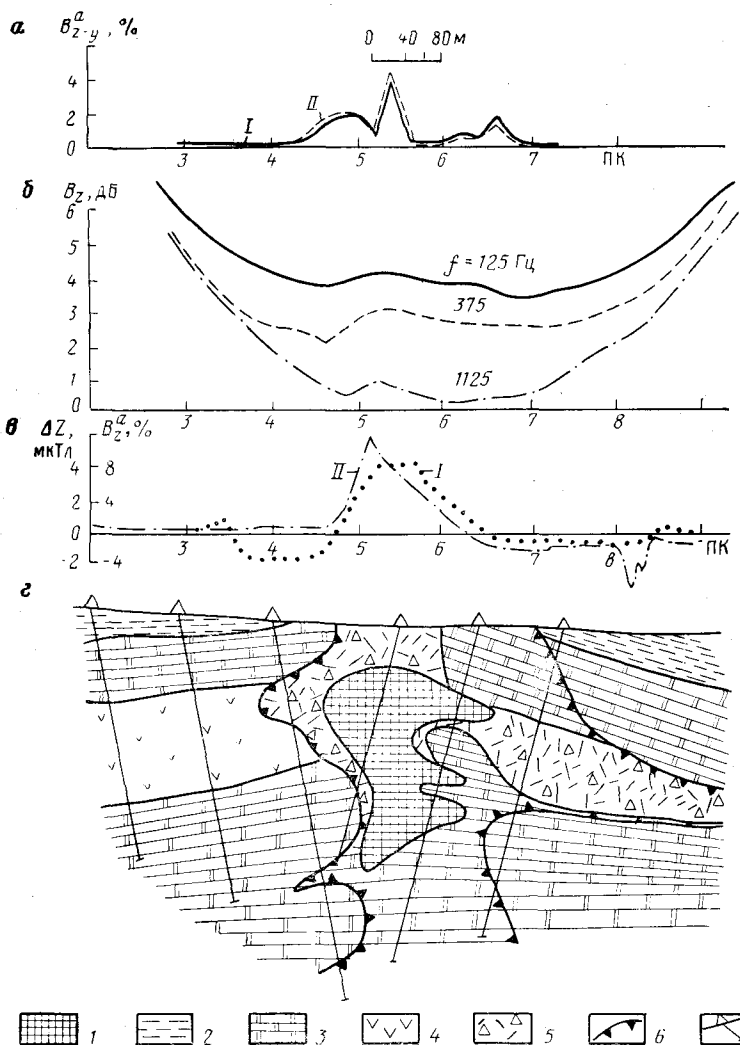 а B^a_{z-y}, %
0 40 80 м
4
2
0
I
II
3 4 5 6 7 ПК
б B_z, дБ
6
5
4
3
2
1
0
f = 125 Гц
375
1125
3 4 5 6 7 8
в ΔZ, мкТл B^a_z, %
4 8
2 4
0
-2 -4
II
I
3 4 5 6 7 8 ПК
г
1 2 3 4 5 6